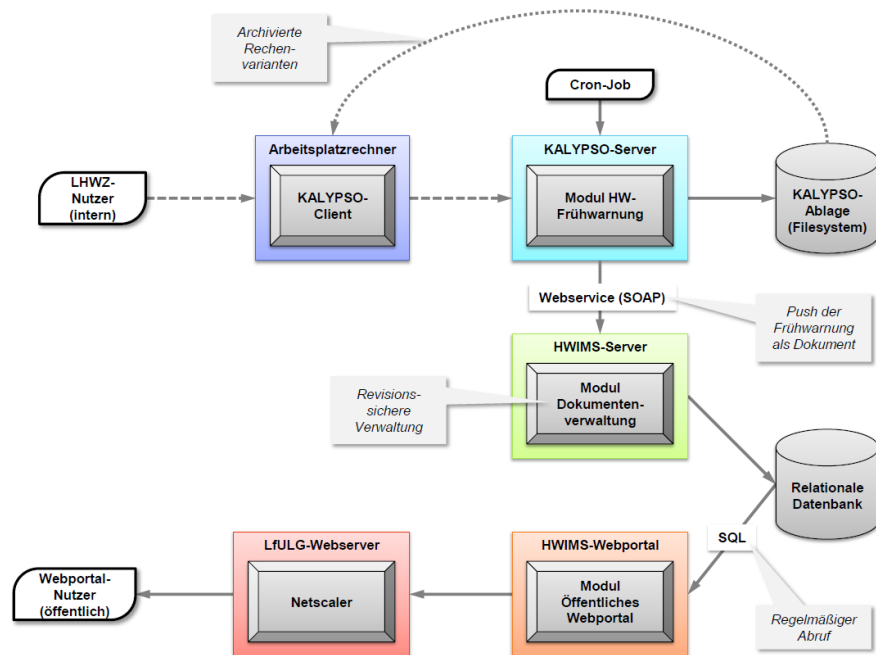 Archivierte
Rechen-
varianten
Cron-Job
Arbeitsplatzrechner
KALYPSO-Server
LHWZ-
Nutzer
(intern)
KALYPSO-
Client
Modul HW-
Frühwarnung
KALYPSO-
Ablage
(Filesystem)
Webservice (SOAP)
Push der
Frühwarnung
als Dokument
HWIMS-Server
Revisions-
sichere
Verwaltung
Modul
Dokumenten-
verwaltung
Relationale
Datenbank
LfULG-Webserver
HWIMS-Webportal
SQL
Webportal-
Nutzer
(öffentlich)
Netscaler
Modul
Öffentliches
Webportal
Regelmäßiger
Abruf